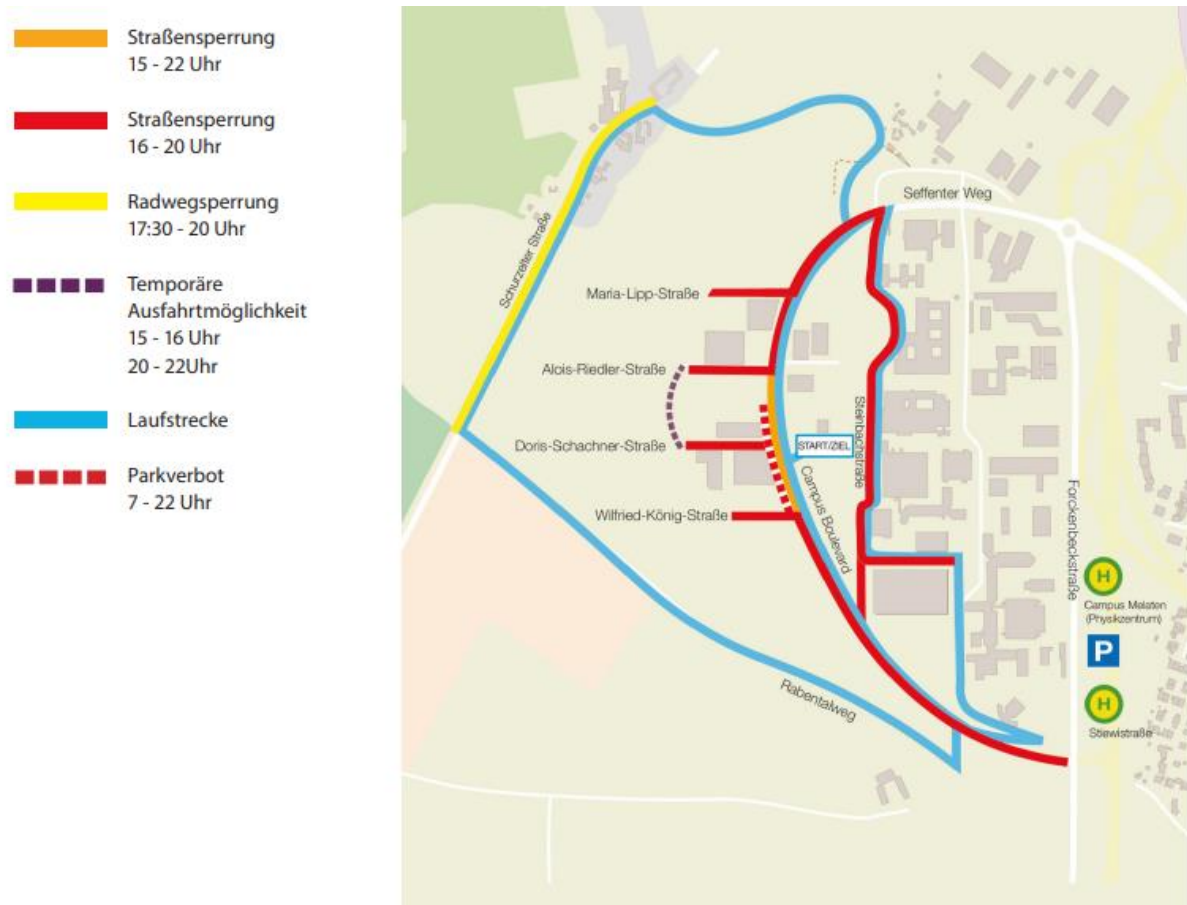 Straßensperrung
15 - 22 Uhr
Straßensperrung
16 - 20 Uhr
Radwegsperrung
17:30 - 20 Uhr
Temporäre
Ausfahrtmöglichkeit
15 - 16 Uhr
20 - 22Uhr
Laufstrecke
Parkverbot
7 - 22 Uhr
Seffenter Weg
Schurzelter Straße
Maria-Lipp-Straße
Alois-Riedler-Straße
Steinbachstraße
Doris-Schachner-Straße
START/ZIEL
Campus Boulevard
Wilfried-König-Straße
Forckenbeckstraße
H
Campus Melaten
(Physikzentrum)
P
Rabentalweg
H
Stiewistraße